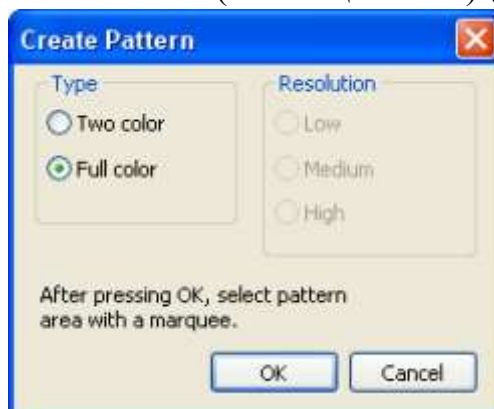 Create Pattern
Type
Two color
Full color
Resolution
Low
Medium
High
After pressing OK, select pattern
area with a marquee.
OK
Cancel